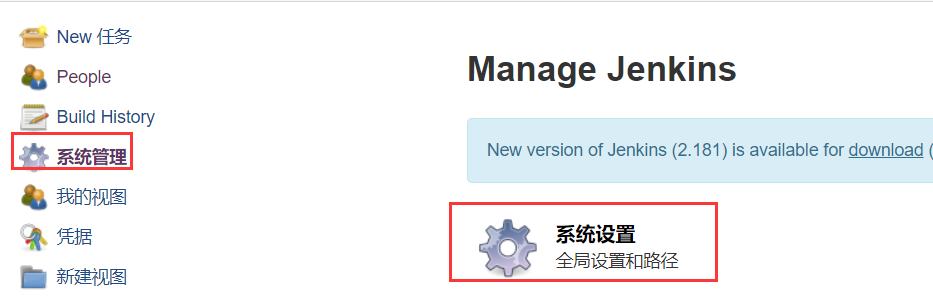 New 任务
People
Build History
系统管理
我的视图
凭据
新建视图
Manage Jenkins
New version of Jenkins (2.181) is available for download (
系统设置
全局设置和路径